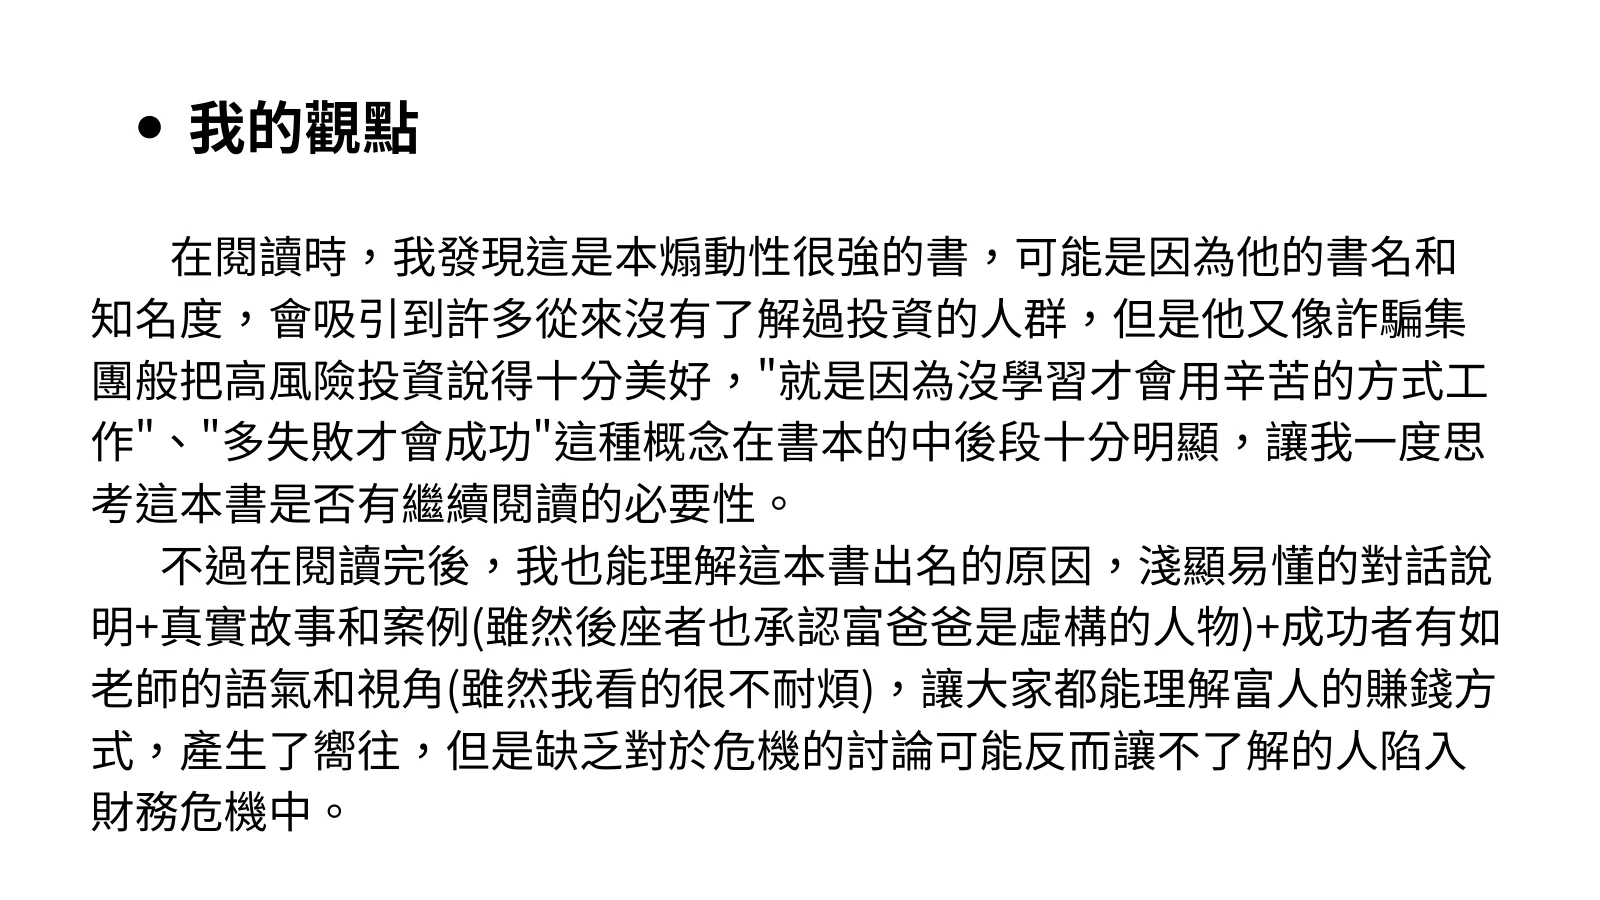 • 我的觀點
在閱讀時，我發現這是本煽動性很強的書，可能是因為他的書名和
知名度，會吸引到許多從來沒有了解過投資的人群，但是他又像詐騙集
團般把高風險投資說得十分美好，"就是因為沒學習才會用辛苦的方式工
作"、"多失敗才會成功"這種概念在書本的中後段十分明顯，讓我一度思
考這本書是否有繼續閱讀的必要性。
不過在閱讀完後，我也能理解這本書出名的原因，淺顯易懂的對話說
明+真實故事和案例(雖然後座者也承認富爸爸是虛構的人物)+成功者有如
老師的語氣和視角(雖然我看的很不耐煩)，讓大家都能理解富人的賺錢方
式，產生了嚮往，但是缺乏對於危機的討論可能反而讓不了解的人陷入
財務危機中。